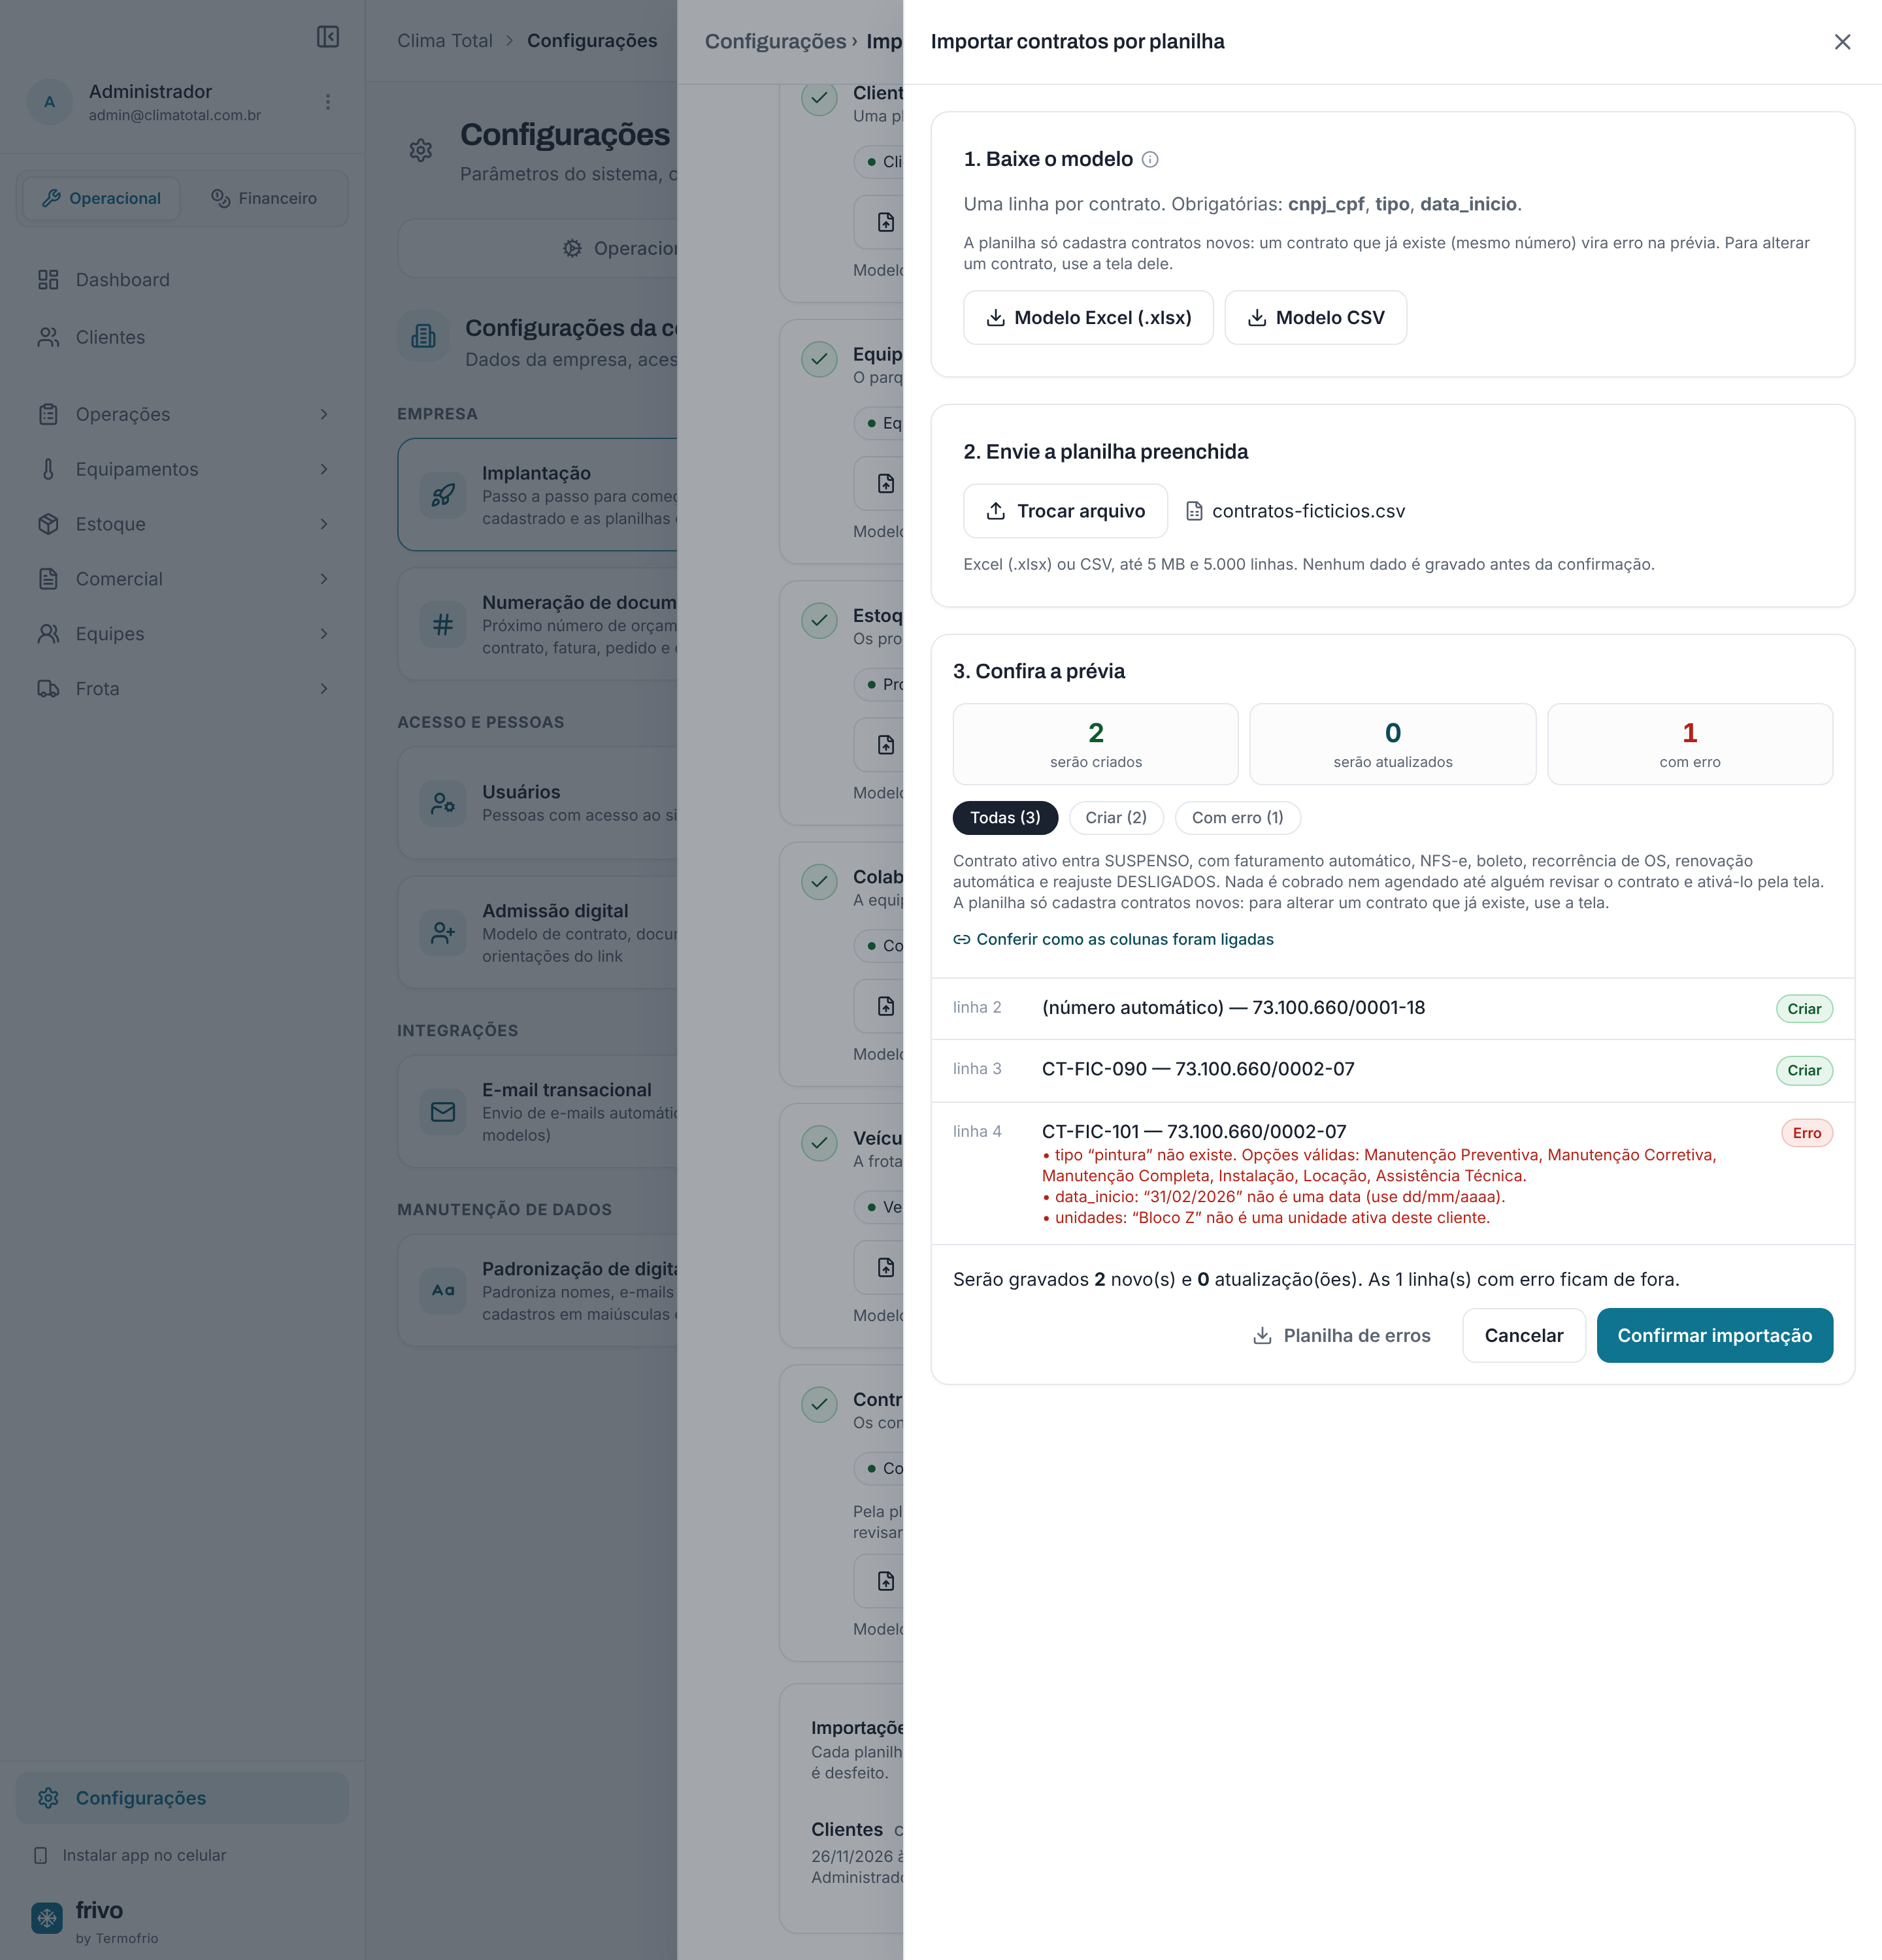 Administrador
admin@climatotal.com.br
Operacional
Financeiro
Dashboard
Clientes
Operações
Equipamentos
Estoque
Comercial
Equipes
Frota
Configurações
Instalar app no celular
frivo
by Termofrio
Clima Total > Configurações
Configurações
Parâmetros do sistema,
Configurações da
Dados da empresa,
EMPRESA
Implantação
Passo a passo para
cadastrado e as planilhas
Numeração de
Próximo número de
contrato, fatura, pedido e
ACESSO E PESSOAS
Usuários
Pessoas com acesso ao
Admissão digital
Modelo de contrato,
orientações do link
INTEGRAÇÕES
E-mail transacional
Envio de e-mails
modelos)
MANUTENÇÃO DE DADOS
Padronização de
Padroniza nomes, e-mails
cadastros em maiúsculas
Configurações ›
Uma
O
Os
A
A frota
Os
Pela
é desfeito.
Clientes
26/11/2026
Importar contratos por planilha
1. Baixe o modelo
Uma linha por contrato. Obrigatórias: cnpj_cpf, tipo, data_inicio.
A planilha só cadastra contratos novos: um contrato que já existe (mesmo número) vira erro na prévia. Para alterar
um contrato, use a tela dele.
Modelo Excel (.xlsx)
Modelo CSV
2. Envie a planilha preenchida
Trocar arquivo
contratos-ficticios.csv
Excel (.xlsx) ou CSV, até 5 MB e 5.000 linhas. Nenhum dado é gravado antes da confirmação.
3. Confira a prévia
2
serão criados
0
serão atualizados
1
com erro
Todas (3)
Criar (2)
Com erro (1)
Contrato ativo entra SUSPENSO, com faturamento automático, NFS-e, boleto, recorrência de OS, renovação
automática e reajuste DESLIGADOS. Nada é cobrado nem agendado até alguém revisar o contrato e ativá-lo pela tela.
A planilha só cadastra contratos novos: para alterar um contrato que já existe, use a tela.
Conferir como as colunas foram ligadas
linha 2 (número automático) — 73.100.660/0001-18 Criar
linha 3 CT-FIC-090 — 73.100.660/0002-07 Criar
linha 4 CT-FIC-101 — 73.100.660/0002-07 Erro
• tipo “pintura” não existe. Opções válidas: Manutenção Preventiva, Manutenção Corretiva,
Manutenção Completa, Instalação, Locação, Assistência Técnica.
• data_inicio: “31/02/2026” não é uma data (use dd/mm/aaaa).
• unidades: “Bloco Z” não é uma unidade ativa deste cliente.
Serão gravados 2 novo(s) e 0 atualização(ões). As 1 linha(s) com erro ficam de fora.
Planilha de erros
Cancelar
Confirmar importação